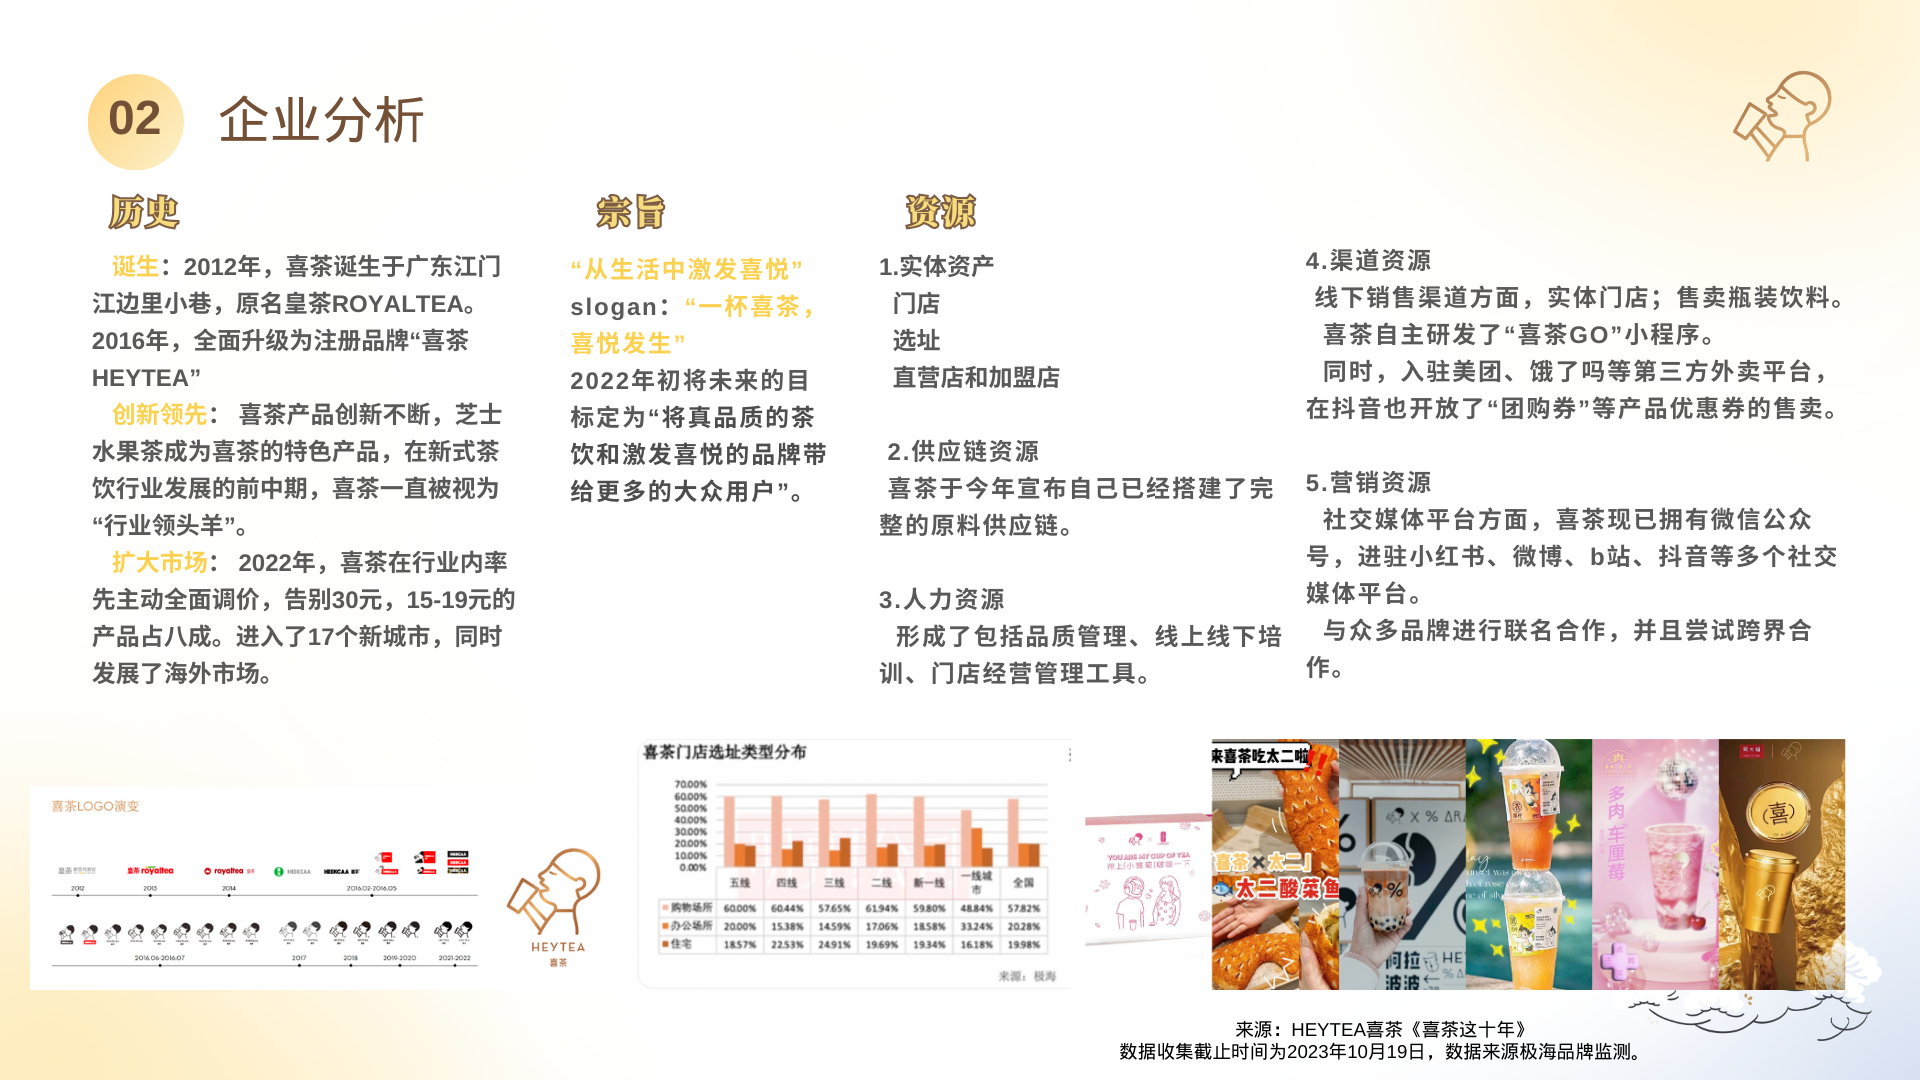 02
企业分析
历史
诞生：2012年，喜茶诞生于广东江门
江边里小巷，原名皇茶ROYALTEA。
2016年，全面升级为注册品牌“喜茶
HEYTEA”
创新领先： 喜茶产品创新不断，芝士
水果茶成为喜茶的特色产品，在新式茶
饮行业发展的前中期，喜茶一直被视为
“行业领头羊”。
扩大市场： 2022年，喜茶在行业内率
先主动全面调价，告别30元，15-19元的
产品占八成。进入了17个新城市，同时
发展了海外市场。
宗旨
“从生活中激发喜悦”
slogan：“一杯喜茶，
喜悦发生”
2022年初将未来的目
标定为“将真品质的茶
饮和激发喜悦的品牌带
给更多的大众用户”。
资源
1.实体资产
门店
选址
直营店和加盟店
2.供应链资源
喜茶于今年宣布自己已经搭建了完
整的原料供应链。
3.人力资源
形成了包括品质管理、线上线下培
训、门店经营管理工具。
4.渠道资源
线下销售渠道方面，实体门店；售卖瓶装饮料。
喜茶自主研发了“喜茶GO”小程序。
同时，入驻美团、饿了吗等第三方外卖平台，
在抖音也开放了“团购券”等产品优惠券的售卖。
5.营销资源
社交媒体平台方面，喜茶现已拥有微信公众
号，进驻小红书、微博、b站、抖音等多个社交
媒体平台。
与众多品牌进行联名合作，并且尝试跨界合
作。
喜茶LOGO演变
皇茶
皇茶 royaltea
royaltea
HEEKCAA
HEEKCAA
2012
2013
2014
2016.02-2016.05
2016.06-2016.07
2017
2018
2019-2020
2021-2022
HEYTEA
喜茶
喜茶门店选址类型分布
70.00%
60.00%
50.00%
40.00%
30.00%
20.00%
10.00%
0.00%
五线 四线 三线 二线 新一线 一线城市 全国
购物场所 60.00% 60.44% 57.65% 61.94% 59.80% 48.84% 57.82%
办公场所 20.00% 15.38% 14.59% 17.06% 18.58% 33.24% 20.28%
住宅 18.57% 22.53% 24.91% 19.69% 19.34% 16.18% 19.98%
来源：极海
YOU ARE MY CUP OF TEA
来喜茶吃太二啦!!
喜茶×太二
太二酸菜鱼
X % ARA
阿拉
波波
HE
多肉车厘莓
喜
来源：HEYTEA喜茶《喜茶这十年》
数据收集截止时间为2023年10月19日，数据来源极海品牌监测。